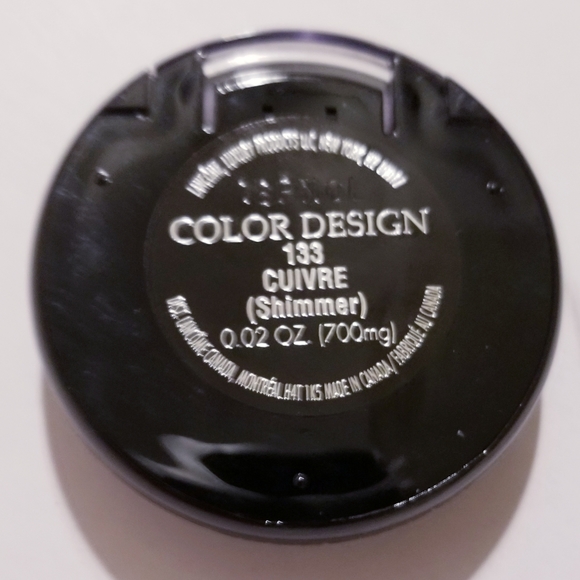 LANCÔME, LUXURY PRODUCTS LLC, NEW YORK, NY 10017
COLOR DESIGN
133
CUIVRE
(Shimmer)
0.02 OZ. (700mg)
LANCÔME CANADA, MONTRÉAL H4T 1K5 MADE IN CANADA / FABRIQUÉ AU CANADA